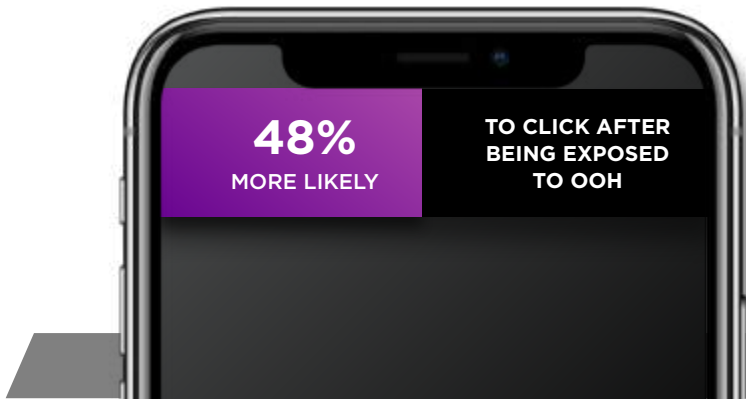 48%
MORE LIKELY
TO CLICK AFTER
BEING EXPOSED
TO OOH